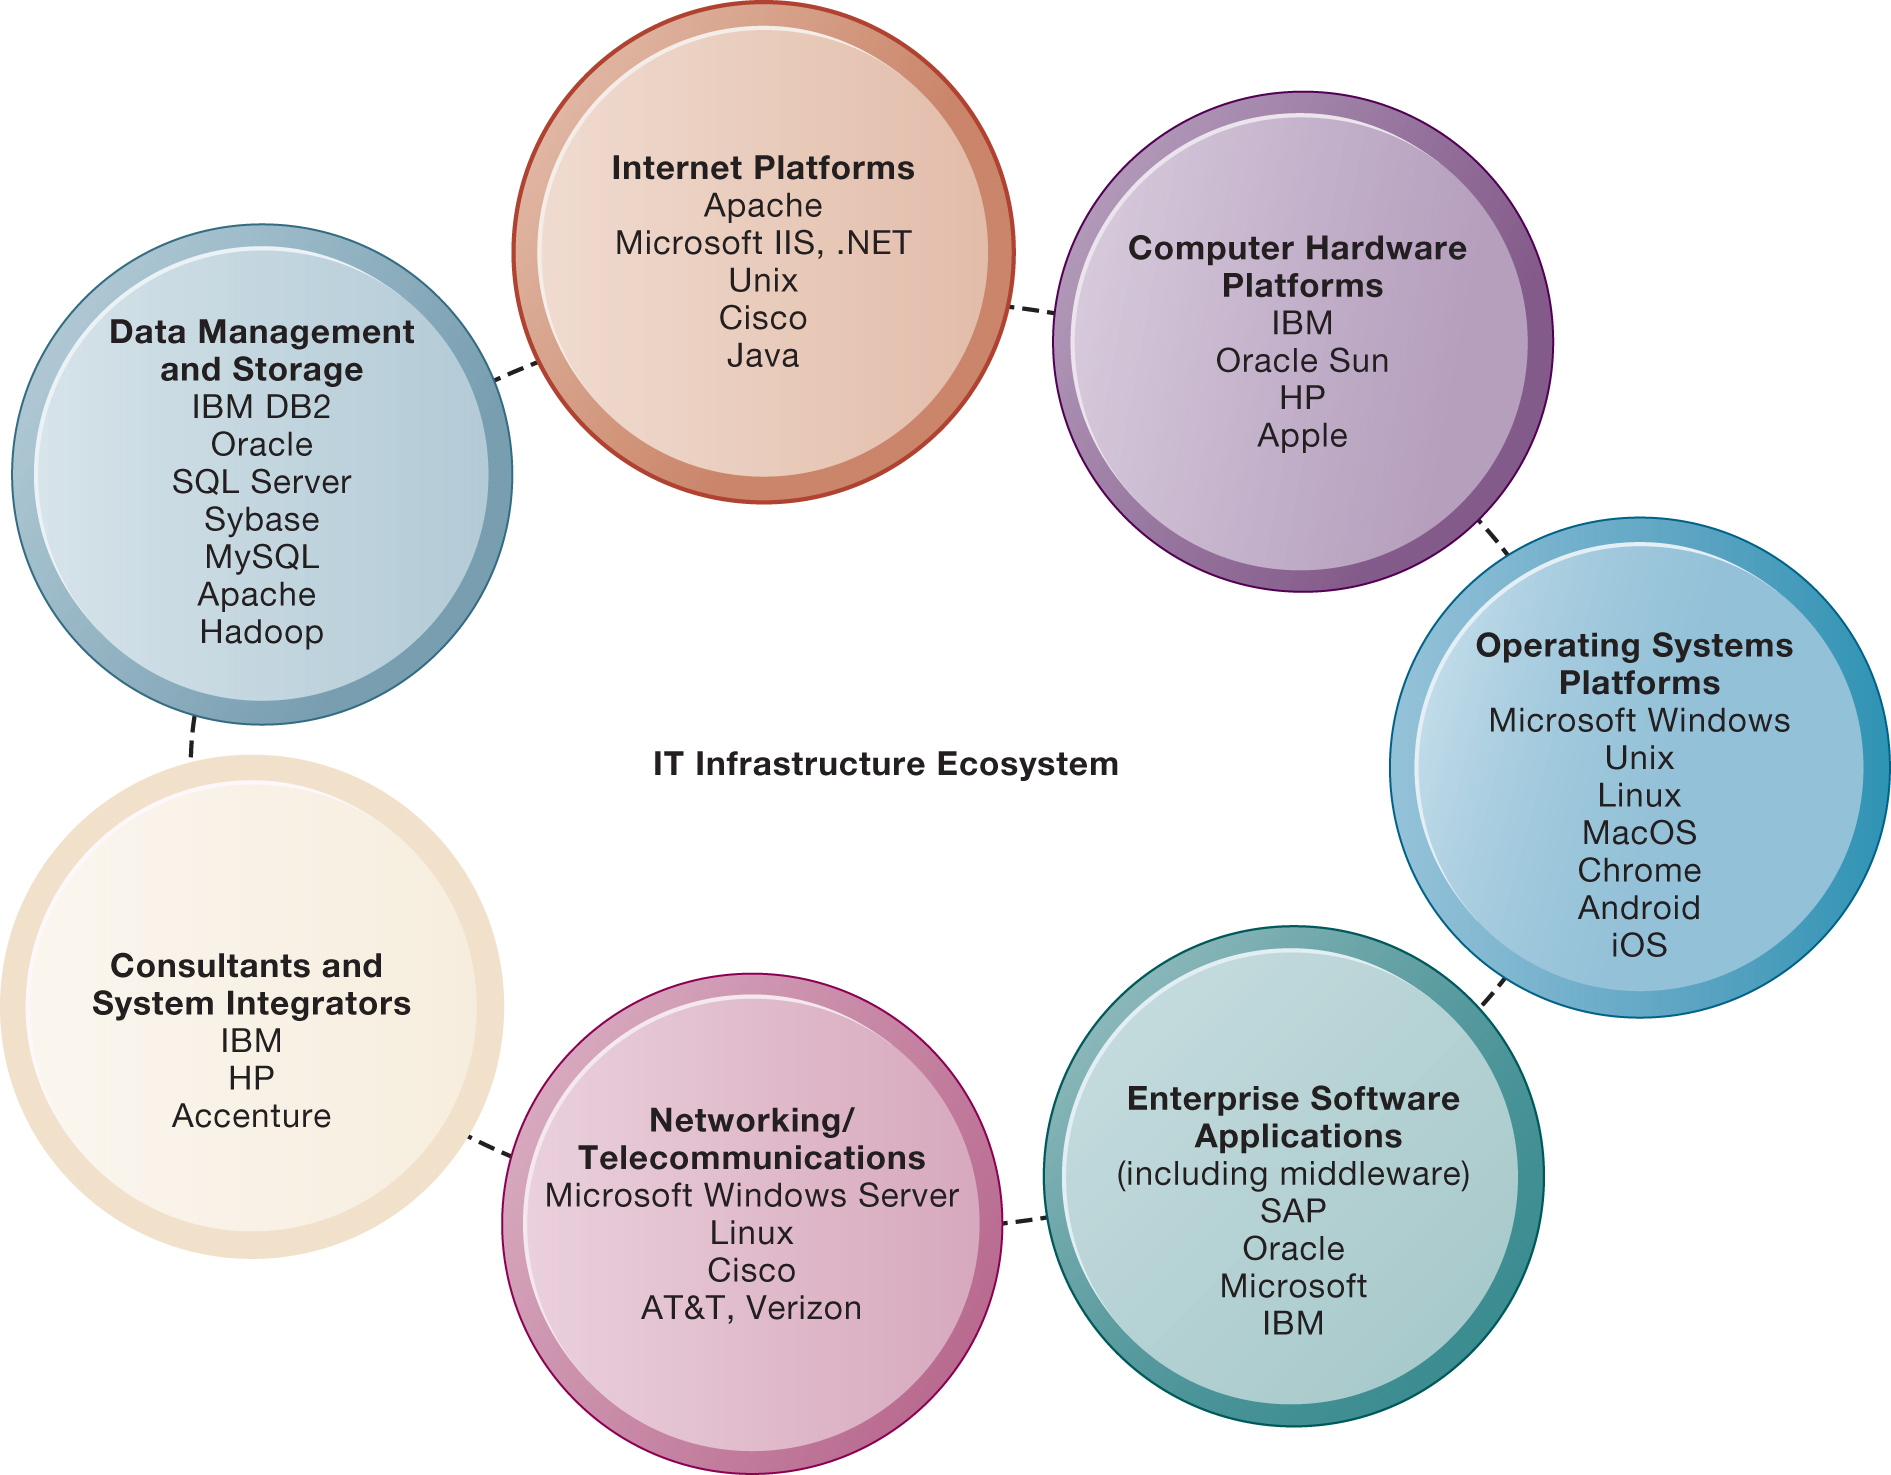 Internet Platforms
Apache
Microsoft IIS, .NET
Unix
Cisco
Java
Computer Hardware
Platforms
IBM
Oracle Sun
HP
Apple
Operating Systems
Platforms
Microsoft Windows
Unix
Linux
MacOS
Chrome
Android
iOS
Enterprise Software
Applications
(including middleware)
SAP
Oracle
Microsoft
IBM
Networking/
Telecommunications
Microsoft Windows Server
Linux
Cisco
AT&T, Verizon
Consultants and
System Integrators
IBM
HP
Accenture
Data Management
and Storage
IBM DB2
Oracle
SQL Server
Sybase
MySQL
Apache
Hadoop
IT Infrastructure Ecosystem